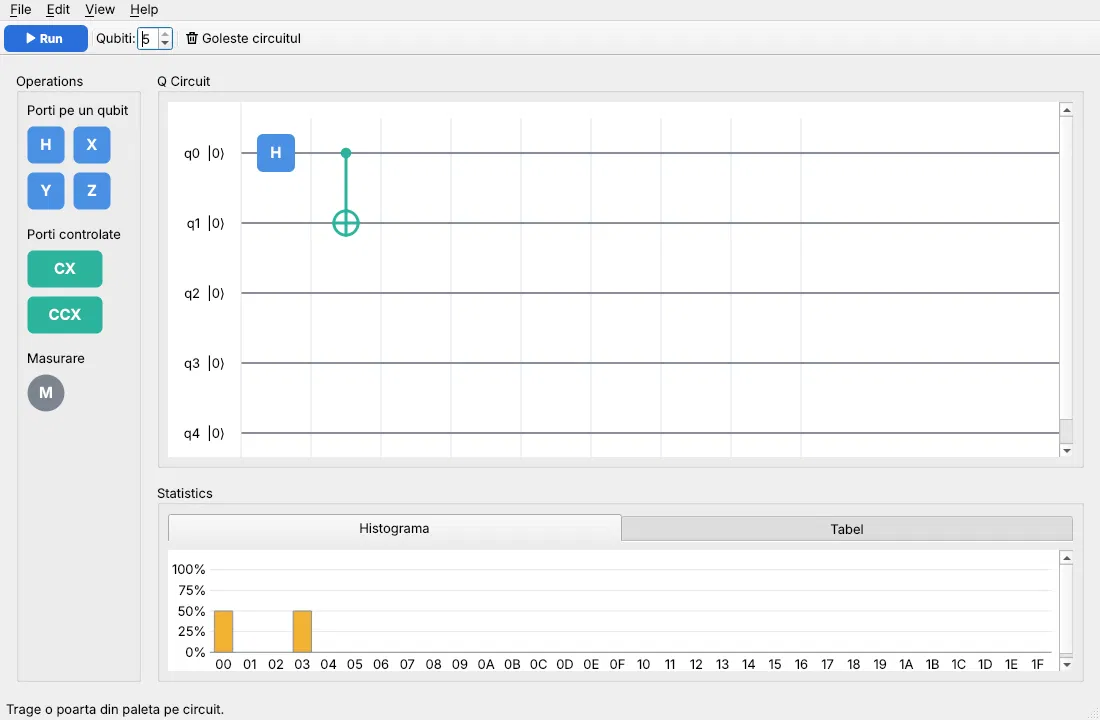 File Edit View Help
Run Qubiti: 5 Goleste circuitul
Operations
Porti pe un qubit
H X
Y Z
Porti controlate
CX
CCX
Masurare
M
Q Circuit
q0 |0⟩ H
q1 |0⟩
q2 |0⟩
q3 |0⟩
q4 |0⟩
Statistics
Histograma Tabel
100%
75%
50%
25%
0%
00 01 02 03 04 05 06 07 08 09 0A 0B 0C 0D 0E 0F 10 11 12 13 14 15 16 17 18 19 1A 1B 1C 1D 1E 1F
Trage o poarta din paleta pe circuit.